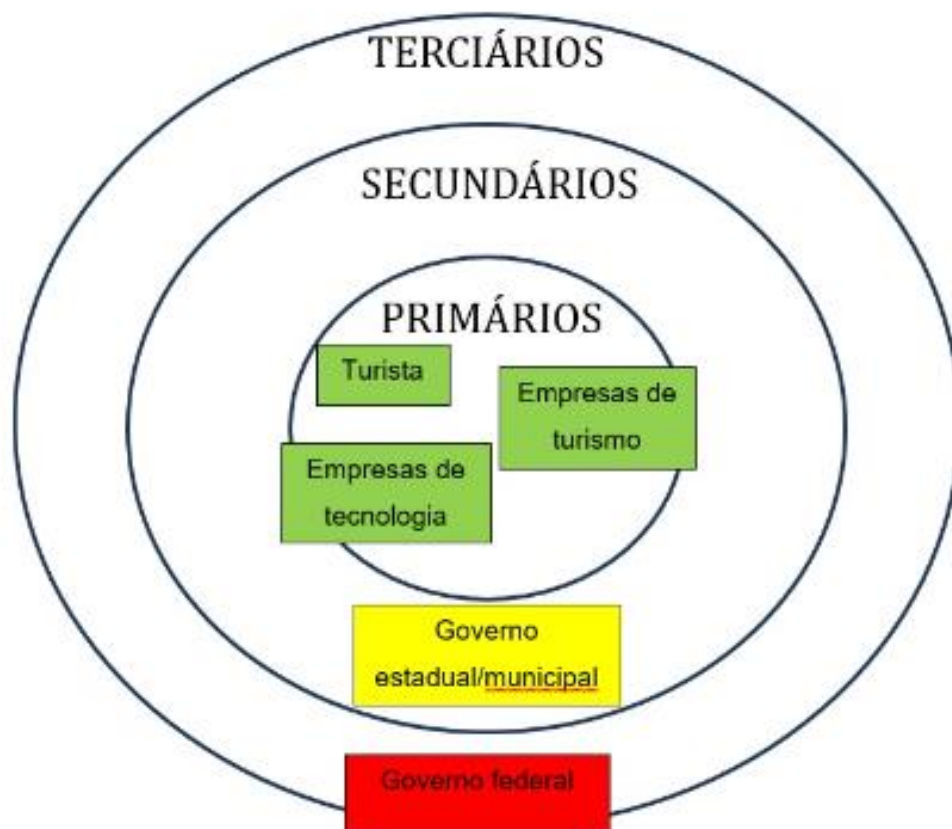 TERCIÁRIOS
SECUNDÁRIOS
PRIMÁRIOS
Turista
Empresas de
turismo
Empresas de
tecnologia
Governo
estadual/municipal
Governo federal